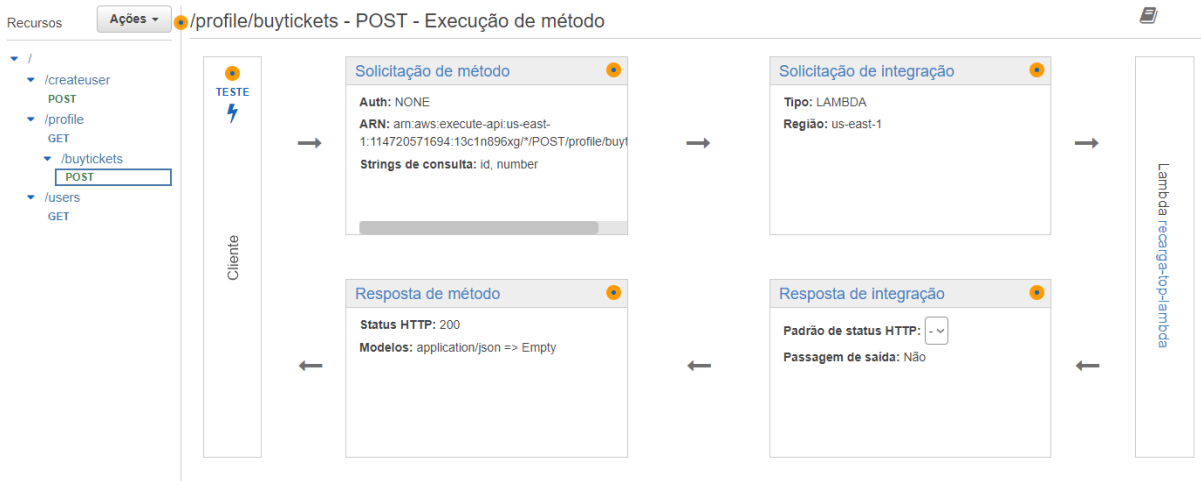 Recursos
Ações
/profile/buytickets - POST - Execução de método
/
/createuser
POST
/profile
GET
/buytickets
POST
/users
GET
TESTE
Cliente
Solicitação de método
Auth: NONE
ARN: arn:aws:execute-api:us-east-
1:114720571694:13c1n896xg/*/POST/profile/buyt
Strings de consulta: id, number
Solicitação de integração
Tipo: LAMBDA
Região: us-east-1
Lambda recarga-top-lambda
Resposta de método
Status HTTP: 200
Modelos: application/json => Empty
Resposta de integração
Padrão de status HTTP: -
Passagem de saída: Não